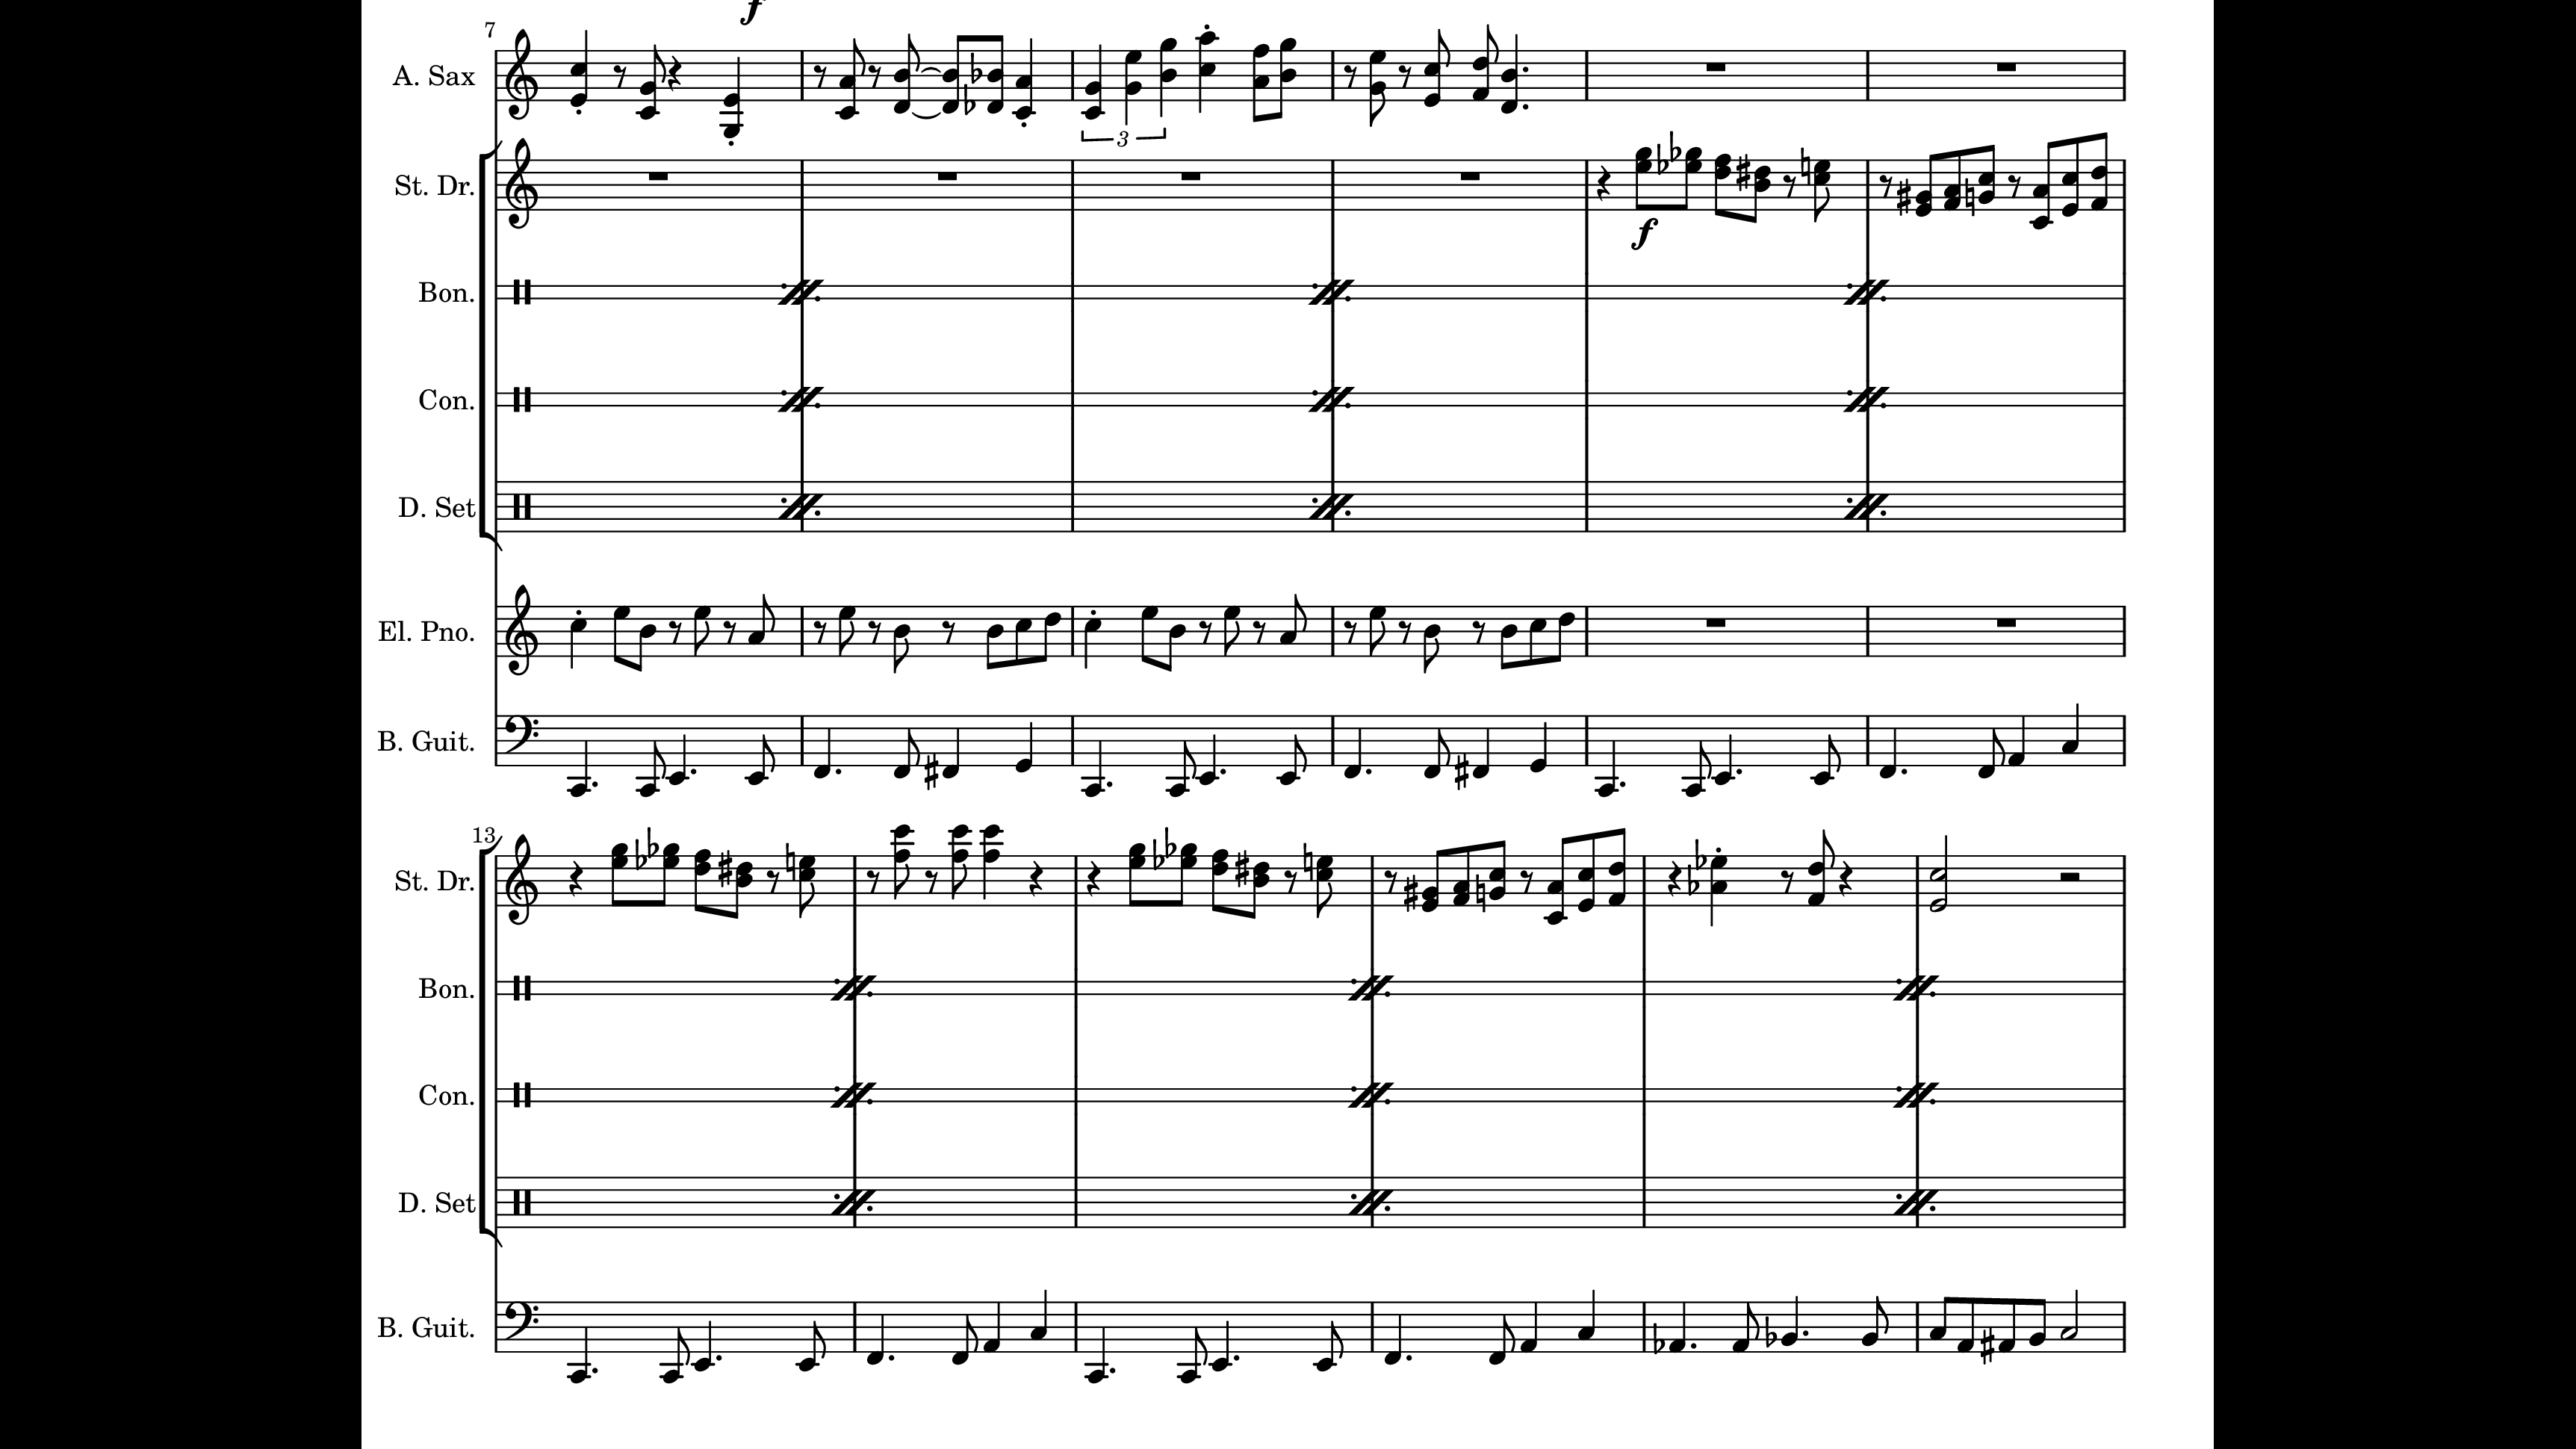 f
7
A. Sax
3
St. Dr.
f
Bon.
Con.
D. Set
El. Pno.
B. Guit.
13
St. Dr.
Bon.
Con.
D. Set
B. Guit.